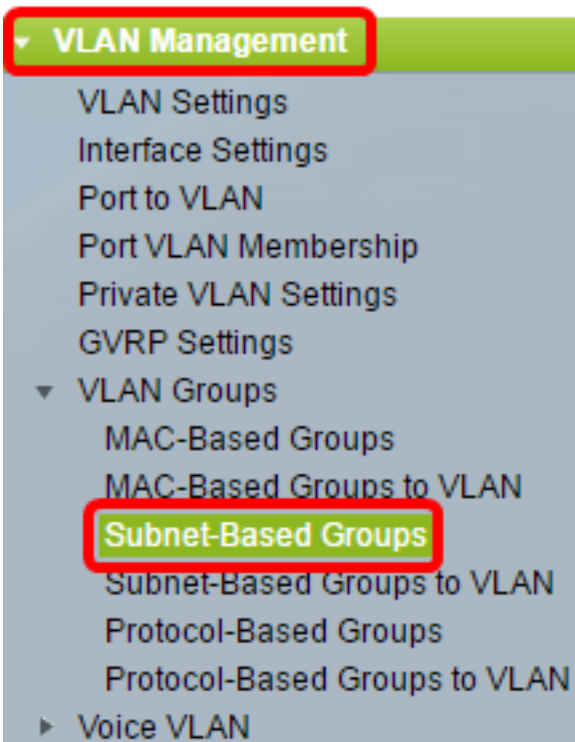 VLAN Management
VLAN Settings
Interface Settings
Port to VLAN
Port VLAN Membership
Private VLAN Settings
GVRP Settings
VLAN Groups
MAC-Based Groups
MAC-Based Groups to VLAN
Subnet-Based Groups
Subnet-Based Groups to VLAN
Protocol-Based Groups
Protocol-Based Groups to VLAN
Voice VLAN